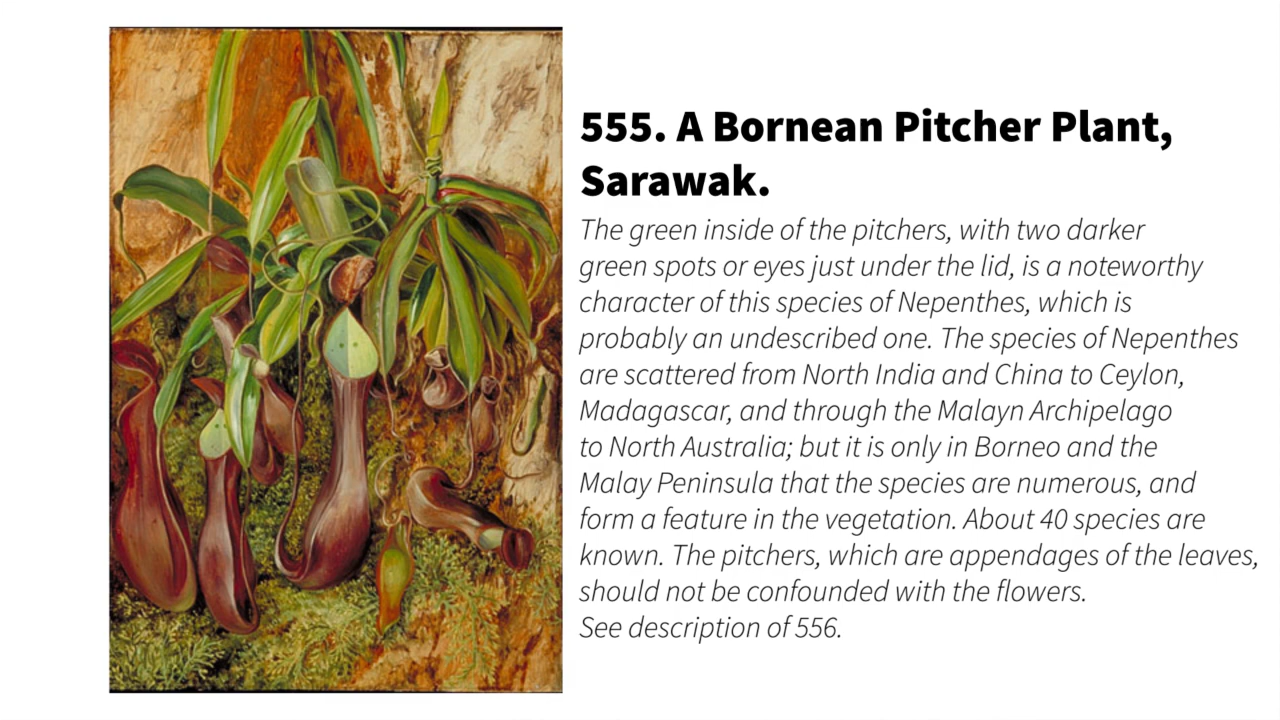 555. A Bornean Pitcher Plant,
Sarawak.
The green inside of the pitchers, with two darker
green spots or eyes just under the lid, is a noteworthy
character of this species of Nepenthes, which is
probably an undescribed one. The species of Nepenthes
are scattered from North India and China to Ceylon,
Madagascar, and through the Malayn Archipelago
to North Australia; but it is only in Borneo and the
Malay Peninsula that the species are numerous, and
form a feature in the vegetation. About 40 species are
known. The pitchers, which are appendages of the leaves,
should not be confounded with the flowers.
See description of 556.